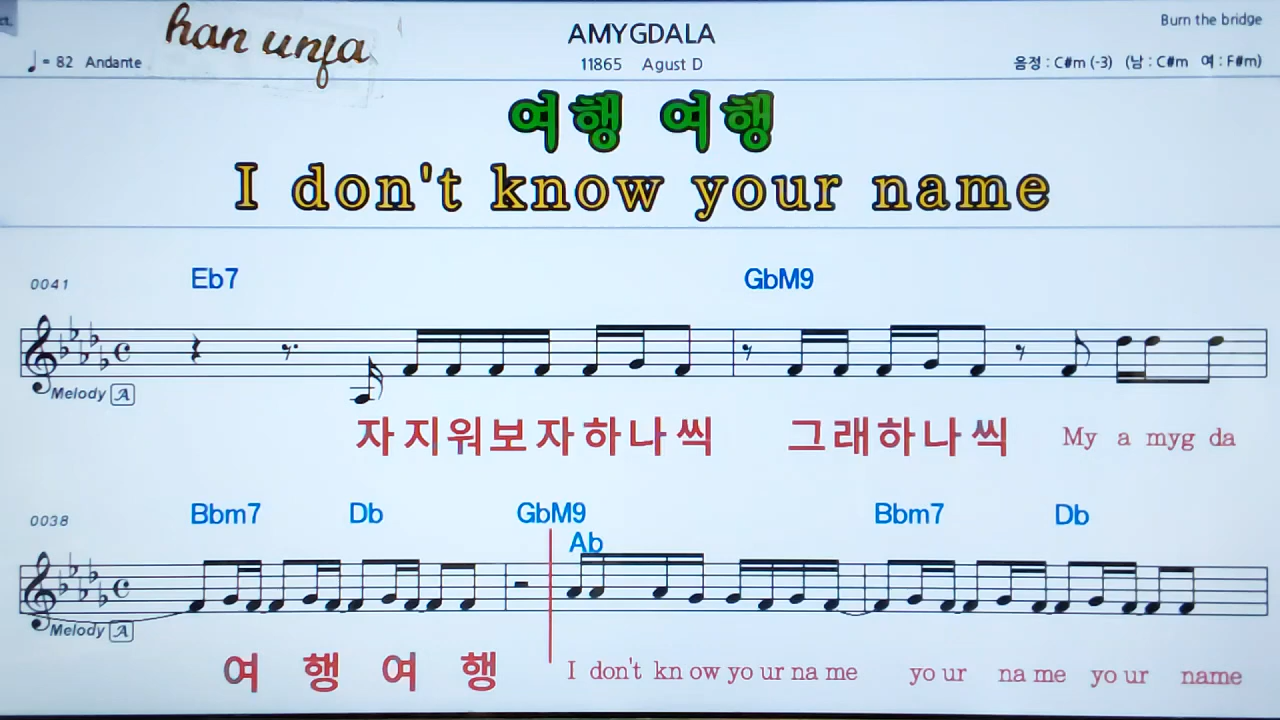 ct.
han unfa
AMYGDALA
Burn the bridge
♩= 82 Andante
11865 Agust D
음정 : C#m (-3) (남 : C#m 여 : F#m)
여행 여행
I don't know your name
0041
Eb7 GbM9
Melody A
자 지 워 보 자 하 나 씩 그 래 하 나 씩 My a myg da
0038
Bbm7 Db GbM9 Bbm7 Db
Ab
Melody A
여 행 여 행 I don't kn ow yo ur na me yo ur na me yo ur name